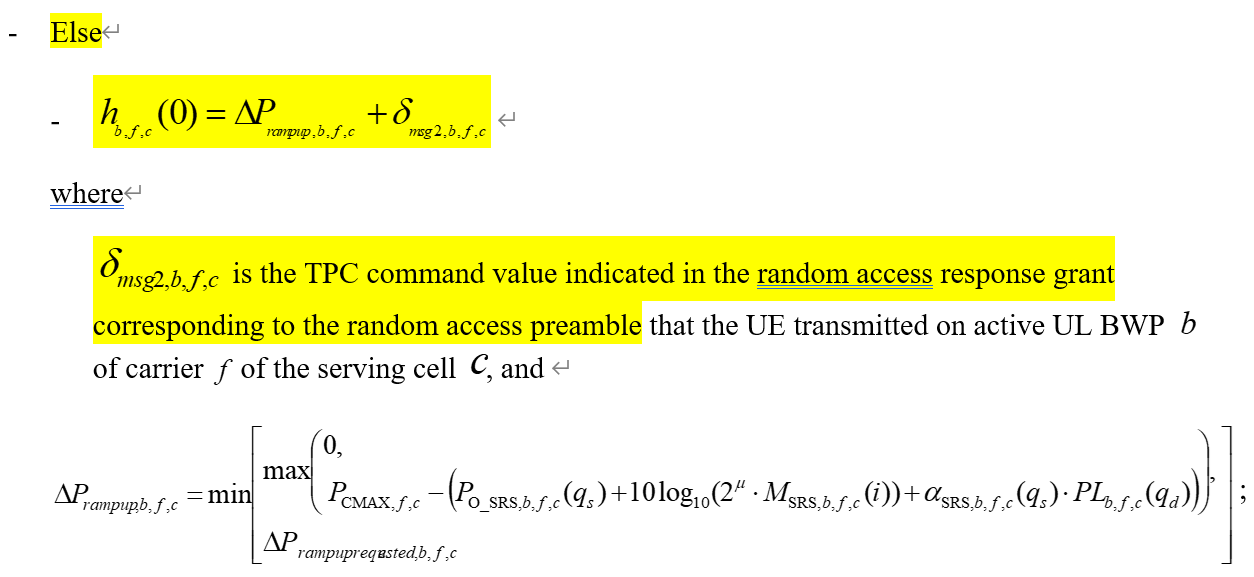 - Else↵
- h_{b,f,c}(0) = ΔP_{rampup,b,f,c} + δ_{msg2,b,f,c} ↵
where↵
δ_{msg2,b,f,c} is the TPC command value indicated in the random access response grant
corresponding to the random access preamble that the UE transmitted on active UL BWP b
of carrier f of the serving cell c, and ↵
ΔP_{rampup,b,f,c} = min[max(0,
P_{CMAX,f,c} − (P_{O_SRS,b,f,c}(q_s) + 10log_{10}(2^μ · M_{SRS,b,f,c}(i)) + α_{SRS,b,f,c}(q_s) · PL_{b,f,c}(q_d))),
ΔP_{rampuprequested,b,f,c}];